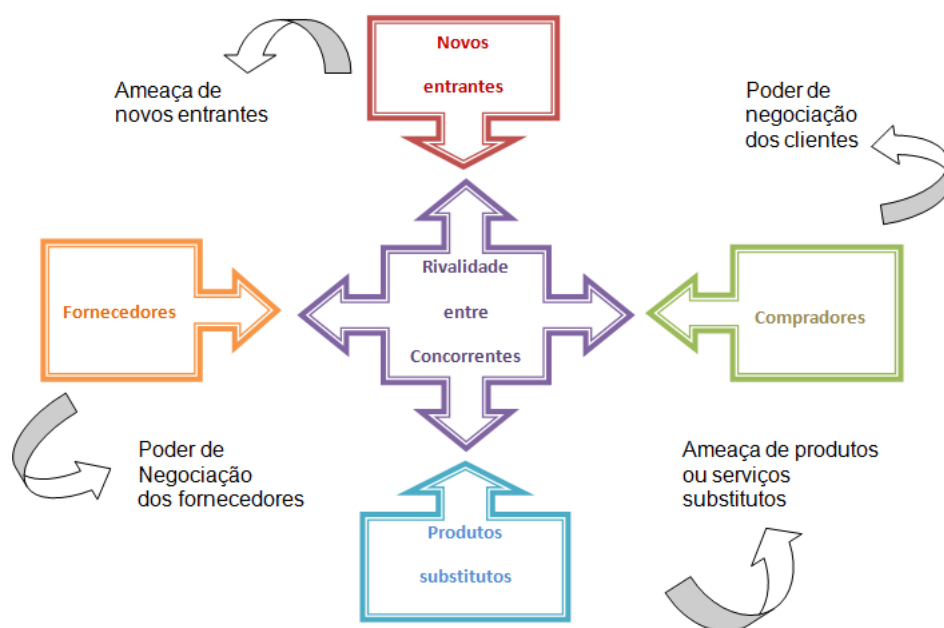 Novos
entrantes
Ameaça de
novos entrantes
Poder de
negociação
dos clientes
Fornecedores
Rivalidade
entre
Concorrentes
Compradores
Poder de
Negociação
dos fornecedores
Ameaça de produtos
ou serviços
substitutos
Produtos
substitutos